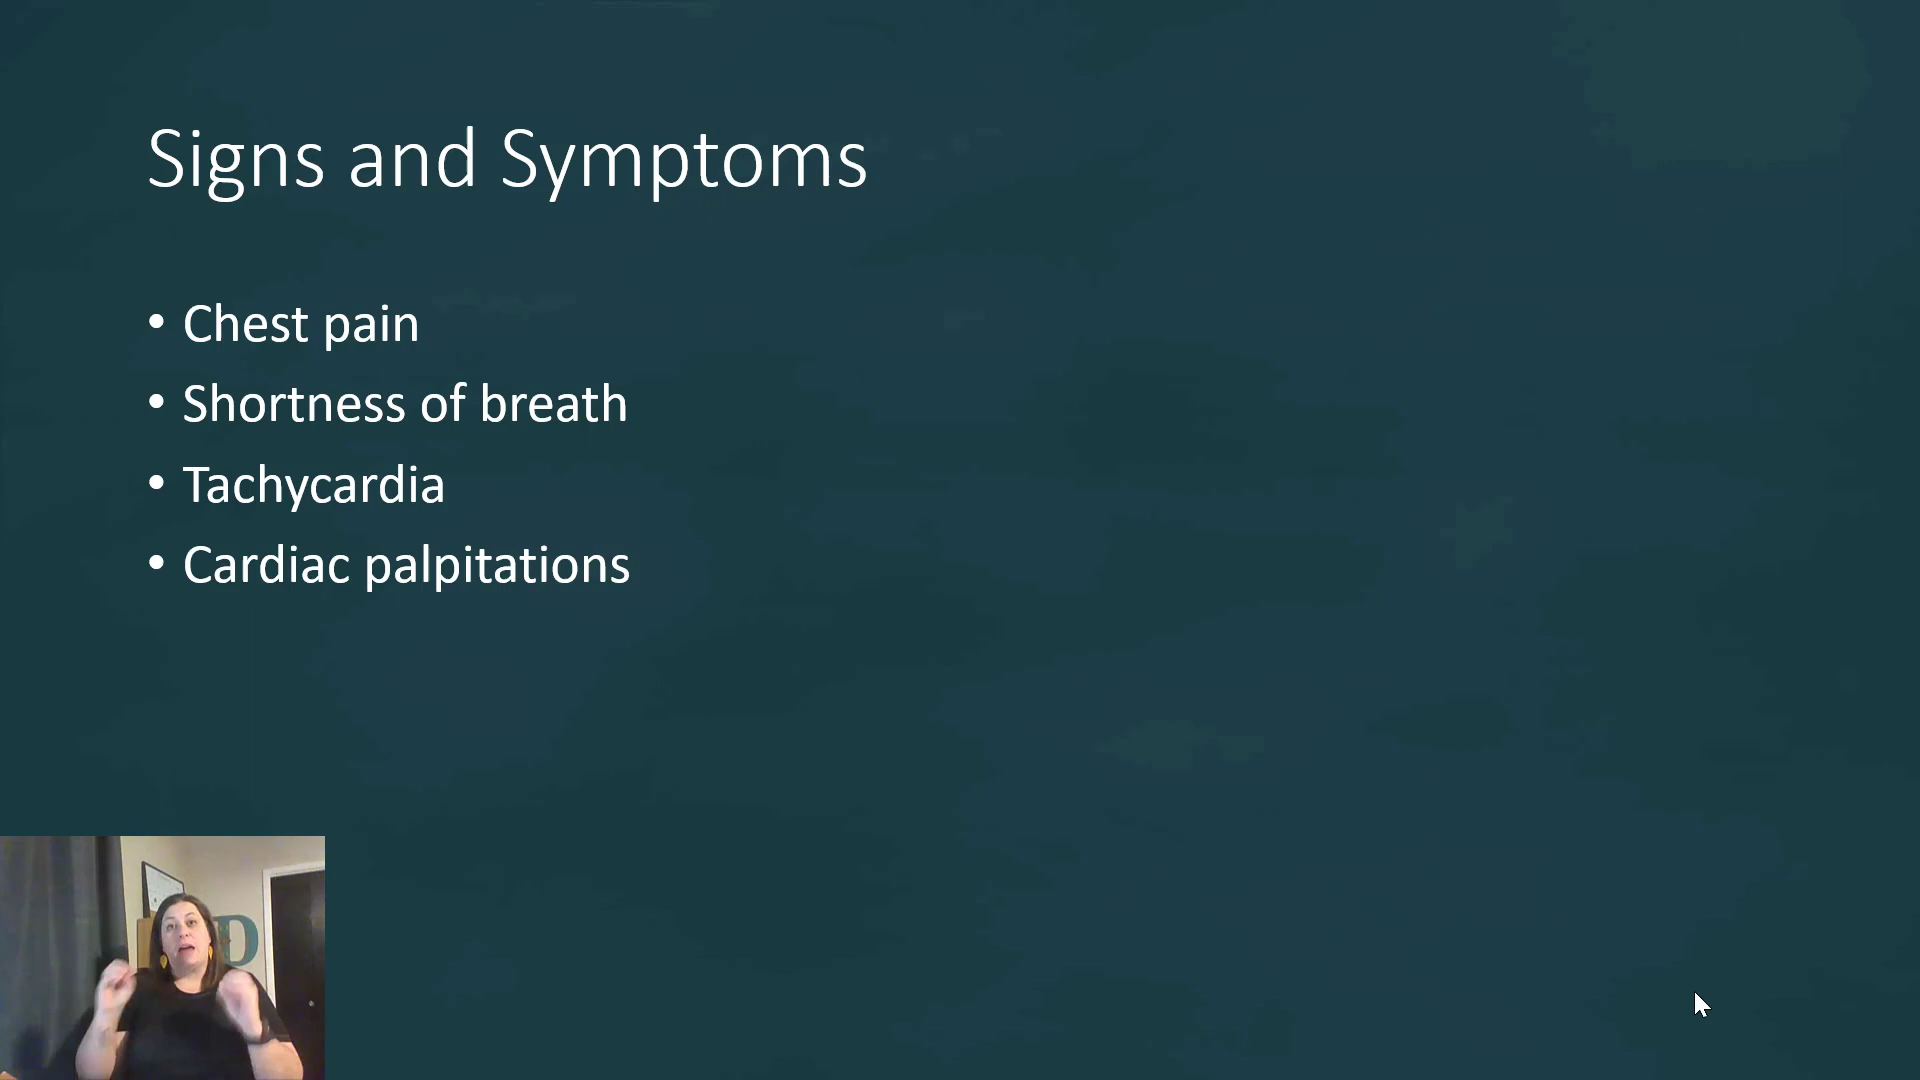 Signs and Symptoms
• Chest pain
• Shortness of breath
• Tachycardia
• Cardiac palpitations
D